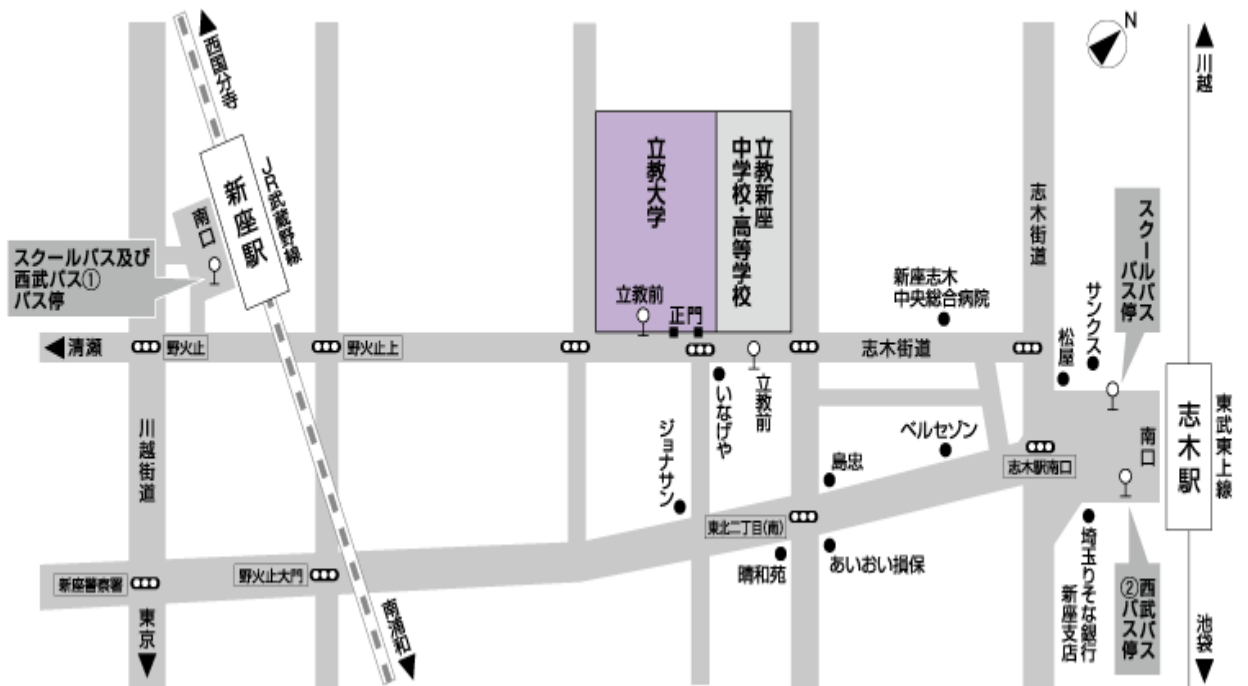 N
川越
西国分寺
JR武蔵野線
新座駅
南口
スクールバス及び
西武バス①
バス停
立教大学
立教新座
中学校・高等学校
立教前
正門
志木街道
スクールバス
バス停
新座志木
中央総合病院
サンクス
松屋
清瀬
野火止
野火止上
志木街道
いなげや
立教前
川越街道
ジョナサン
ベルセゾン
島忠
志木駅南口
南口
志木駅
東武東上線
東北二丁目(南)
晴和苑
あいおい損保
新座警察署
野火止大門
東京
南浦和
埼玉りそな銀行
新座支店
②西武バス
バス停
池袋